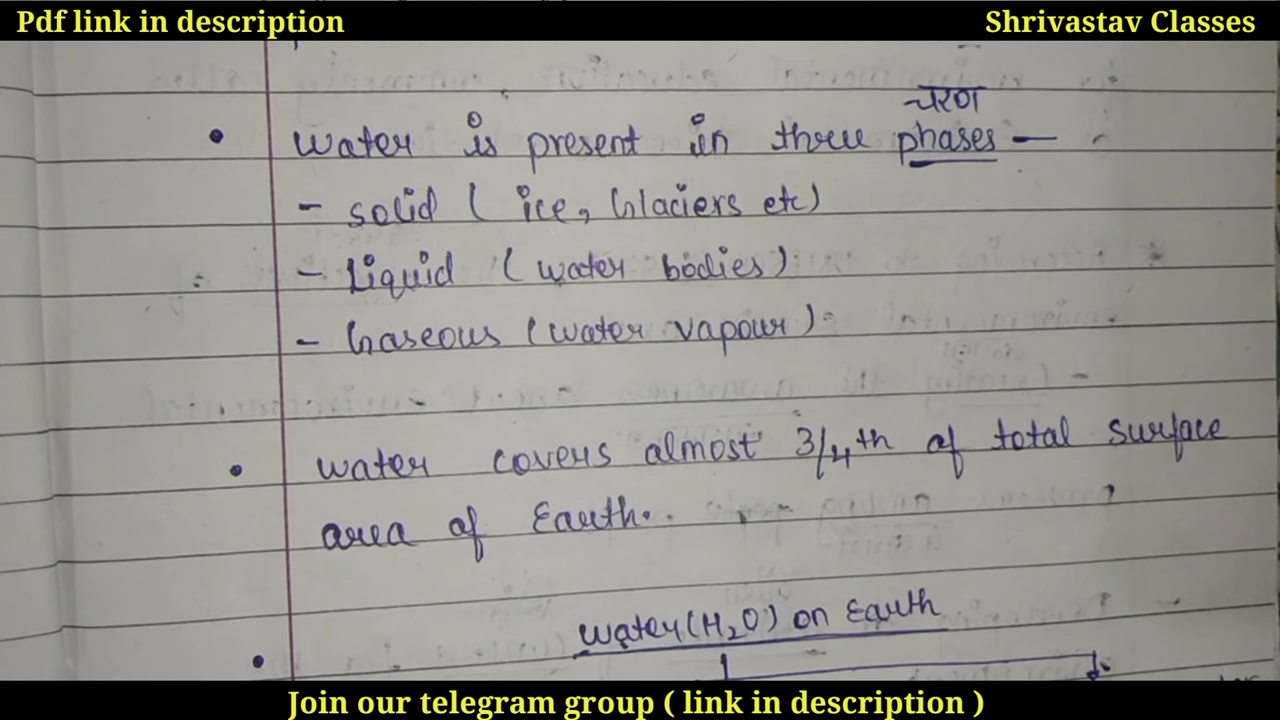 Pdf link in description
Shrivastav Classes
चरण
• water is present in three phases —
- solid ( ice, Glaciers etc)
- Liquid ( water bodies)
- Gaseous (water vapour)
• water covers almost 3/4th of total surface
area of Earth.
• water (H₂O) on Earth
Join our telegram group ( link in description )